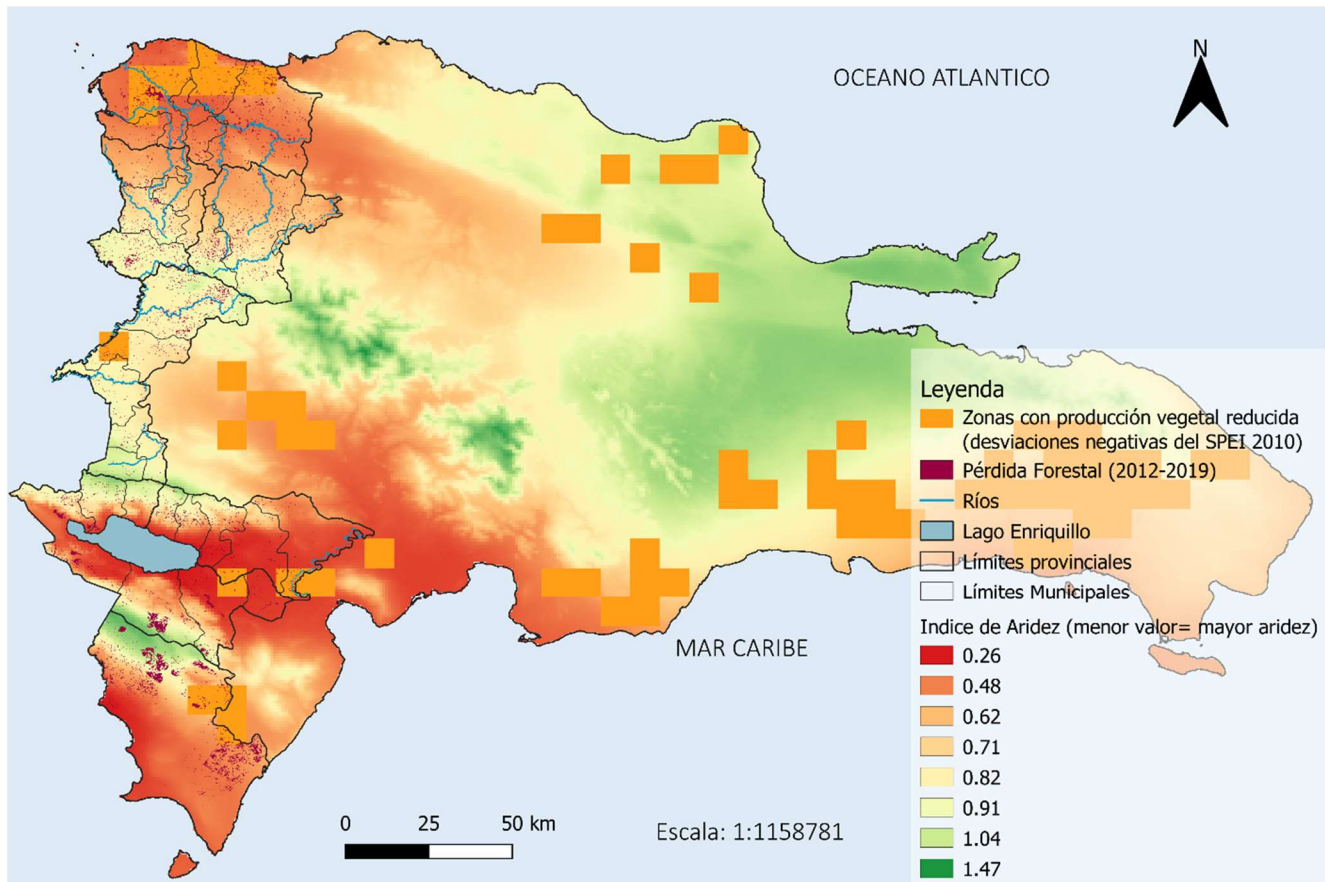 OCEANO ATLANTICO
N
Leyenda
Zonas con producción vegetal reducida
(desviaciones negativas del SPEI 2010)
Pérdida Forestal (2012-2019)
Ríos
Lago Enriquillo
Límites provinciales
Límites Municipales
Indice de Aridez (menor valor= mayor aridez)
0.26
0.48
0.62
0.71
0.82
0.91
1.04
1.47
MAR CARIBE
0 25 50 km
Escala: 1:1158781